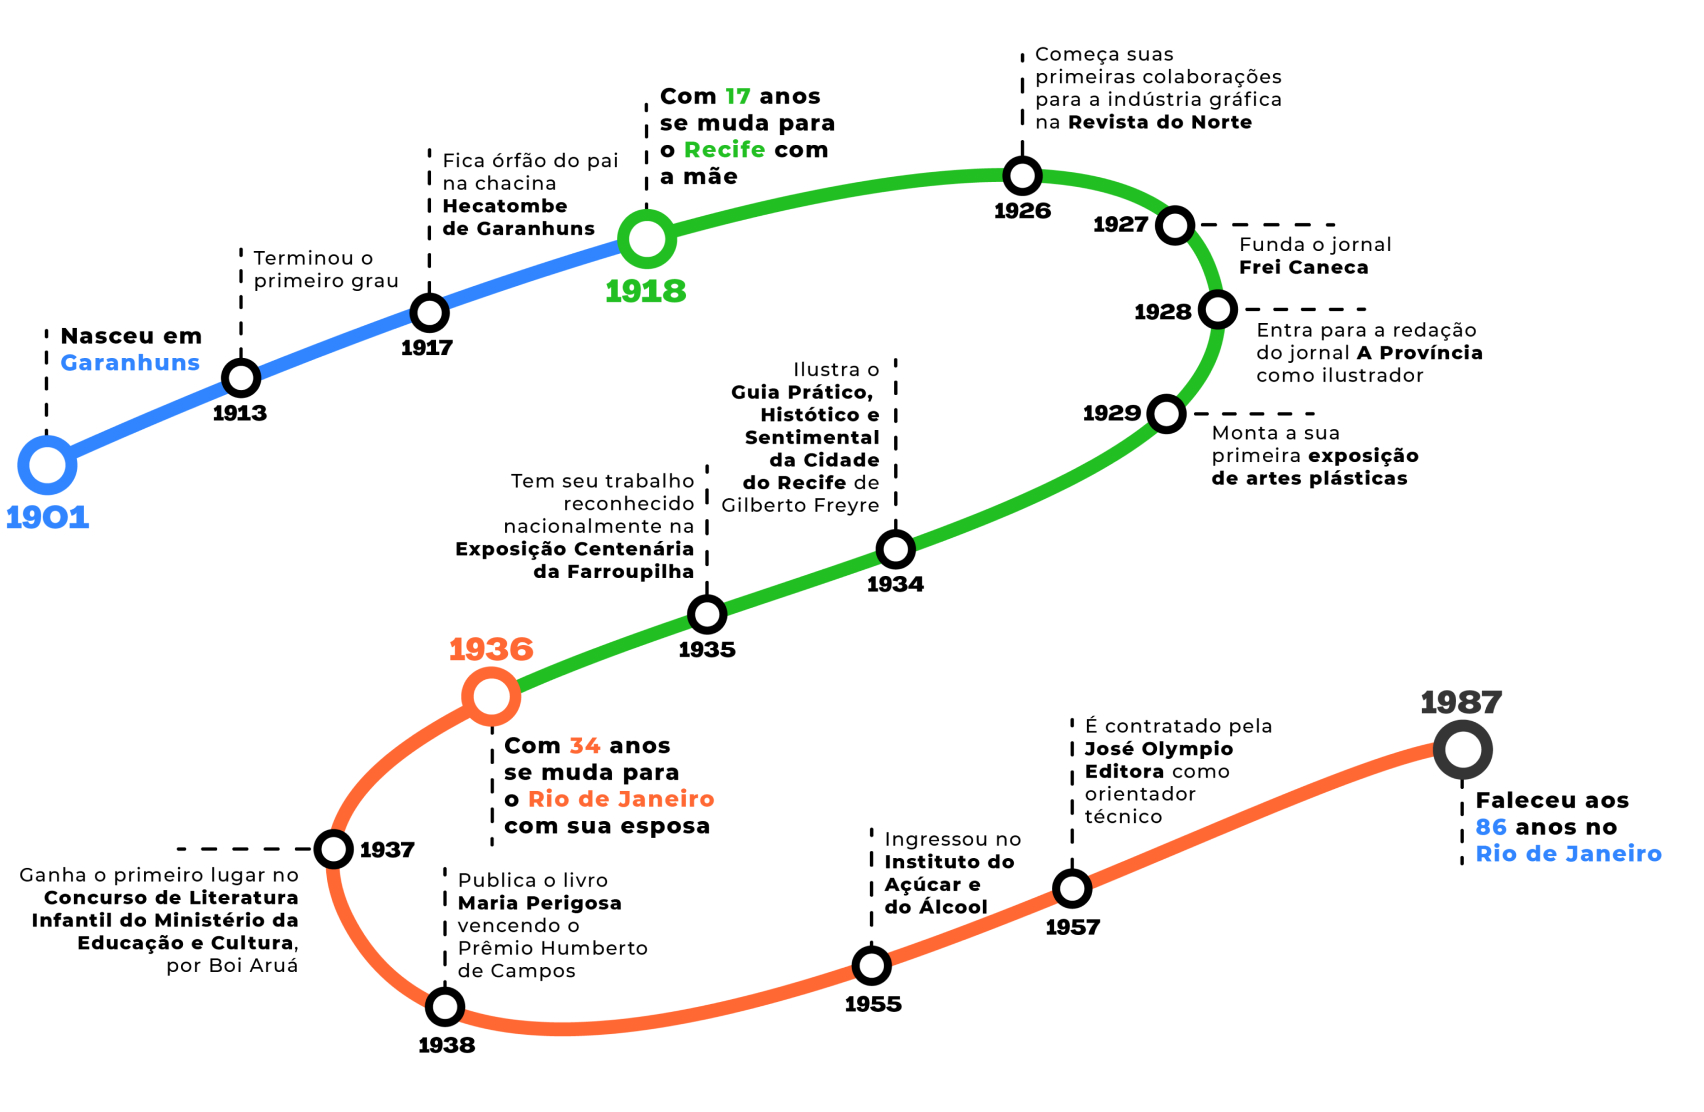 Nasceu em
Garanhuns
1901
Terminou o
primeiro grau
1913
Fica órfão do pai
na chacina
Hecatombe
de Garanhuns
1917
Com 17 anos
se muda para
o Recife com
a mãe
1918
Começa suas
primeiras colaborações
para a indústria gráfica
na Revista do Norte
1926
1927
Funda o jornal
Frei Caneca
1928
Entra para a redação
do jornal A Província
como ilustrador
1929
Monta a sua
primeira exposição
de artes plásticas
Ilustra o
Guia Prático,
Histótico e
Sentimental
da Cidade
do Recife de
Gilberto Freyre
1934
Tem seu trabalho
reconhecido
nacionalmente na
Exposição Centenária
da Farroupilha
1935
1936
Com 34 anos
se muda para
o Rio de Janeiro
com sua esposa
1937
Ganha o primeiro lugar no
Concurso de Literatura
Infantil do Ministério da
Educação e Cultura,
por Boi Aruá
Publica o livro
Maria Perigosa
vencendo o
Prêmio Humberto
de Campos
1938
Ingressou no
Instituto do
Açúcar e
do Álcool
1955
É contratado pela
José Olympio
Editora como
orientador
técnico
1957
1987
Faleceu aos
86 anos no
Rio de Janeiro